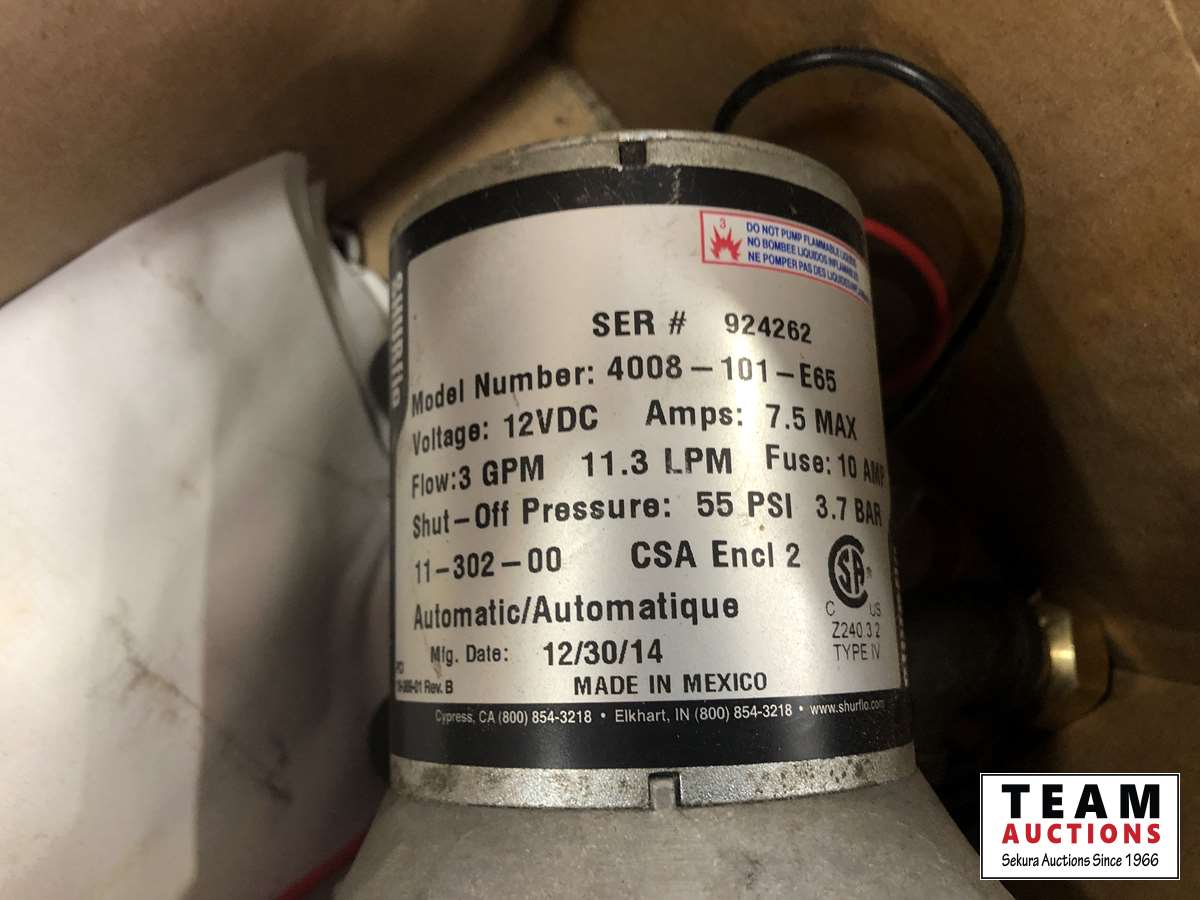 3
DO NOT PUMP FLAMMABLE
NO BOMBEE LIQUIDOS
NE POMPER PAS DES LIQUIDES
SHURflo
SER # 924262
Model Number: 4008-101-E65
Voltage: 12VDC Amps: 7.5 MAX
Flow:3 GPM 11.3 LPM Fuse: 10 AMP
Shut-Off Pressure: 55 PSI 3.7 BAR
11-302-00 CSA Encl 2
Automatic/Automatique
C US
Z240.3.2
TYPE IV
Mfg. Date: 12/30/14
Rev. B
MADE IN MEXICO
Cypress, CA (800) 854-3218 • Elkhart, IN (800) 854-3218 • www.shurflo.com
TEAM
AUCTIONS
Sekura Auctions Since 1966